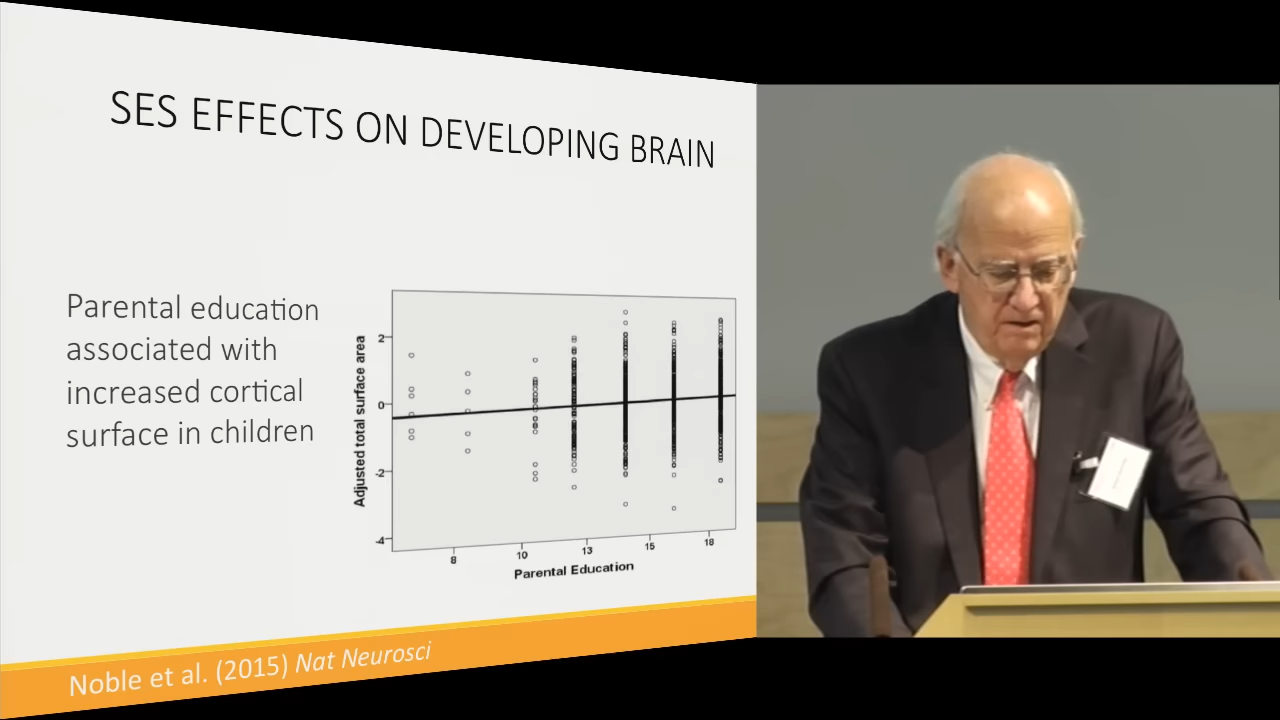 SES EFFECTS ON DEVELOPING BRAIN
Parental education
associated with
increased cortical
surface in children
Adjusted total surface area
2
0
-2
-4
8
10
13
15
18
Parental Education
Noble et al. (2015) Nat Neurosci